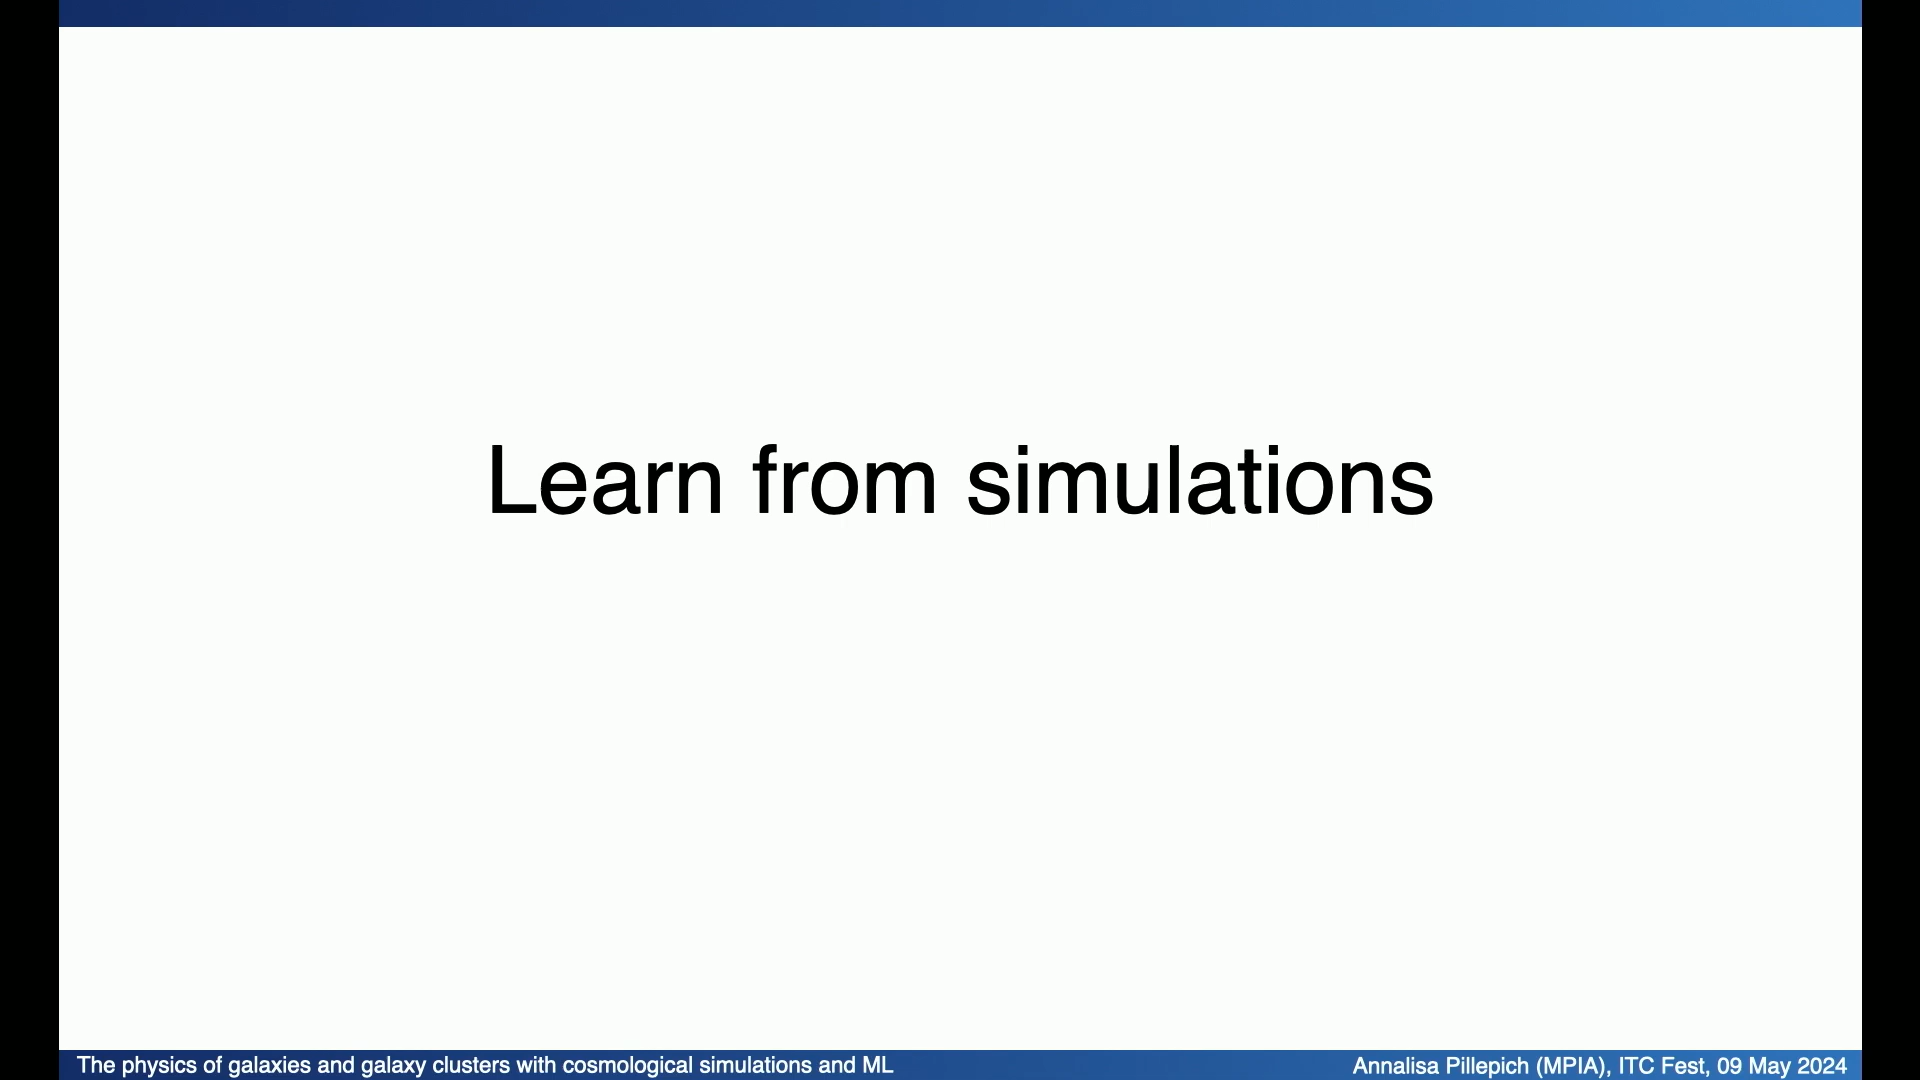 Learn from simulations
The physics of galaxies and galaxy clusters with cosmological simulations and ML
Annalisa Pillepich (MPIA), ITC Fest, 09 May 2024